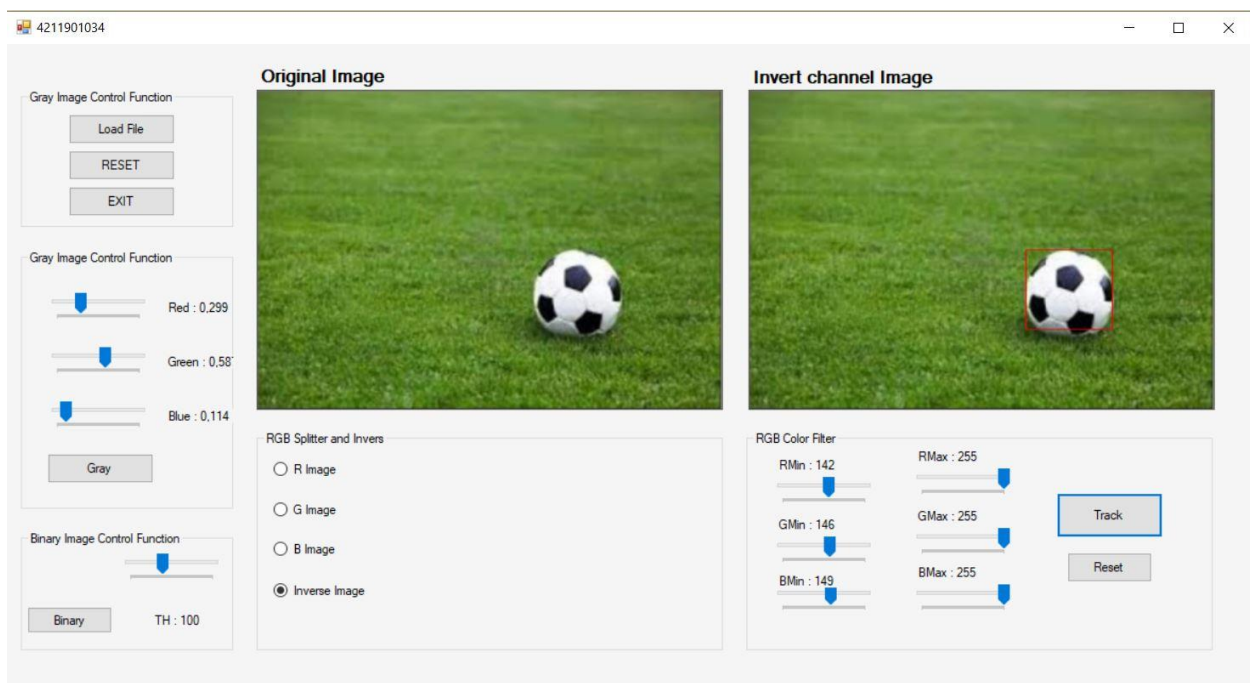 4211901034
Gray Image Control Function
Load File
RESET
EXIT
Gray Image Control Function
Red : 0,299
Green : 0,587
Blue : 0,114
Gray
Binary Image Control Function
Binary
TH : 100
Original Image
RGB Splitter and Invers
R Image
G Image
B Image
Inverse Image
Invert channel Image
RGB Color Filter
RMin : 142
RMax : 255
GMin : 146
GMax : 255
BMin : 149
BMax : 255
Track
Reset